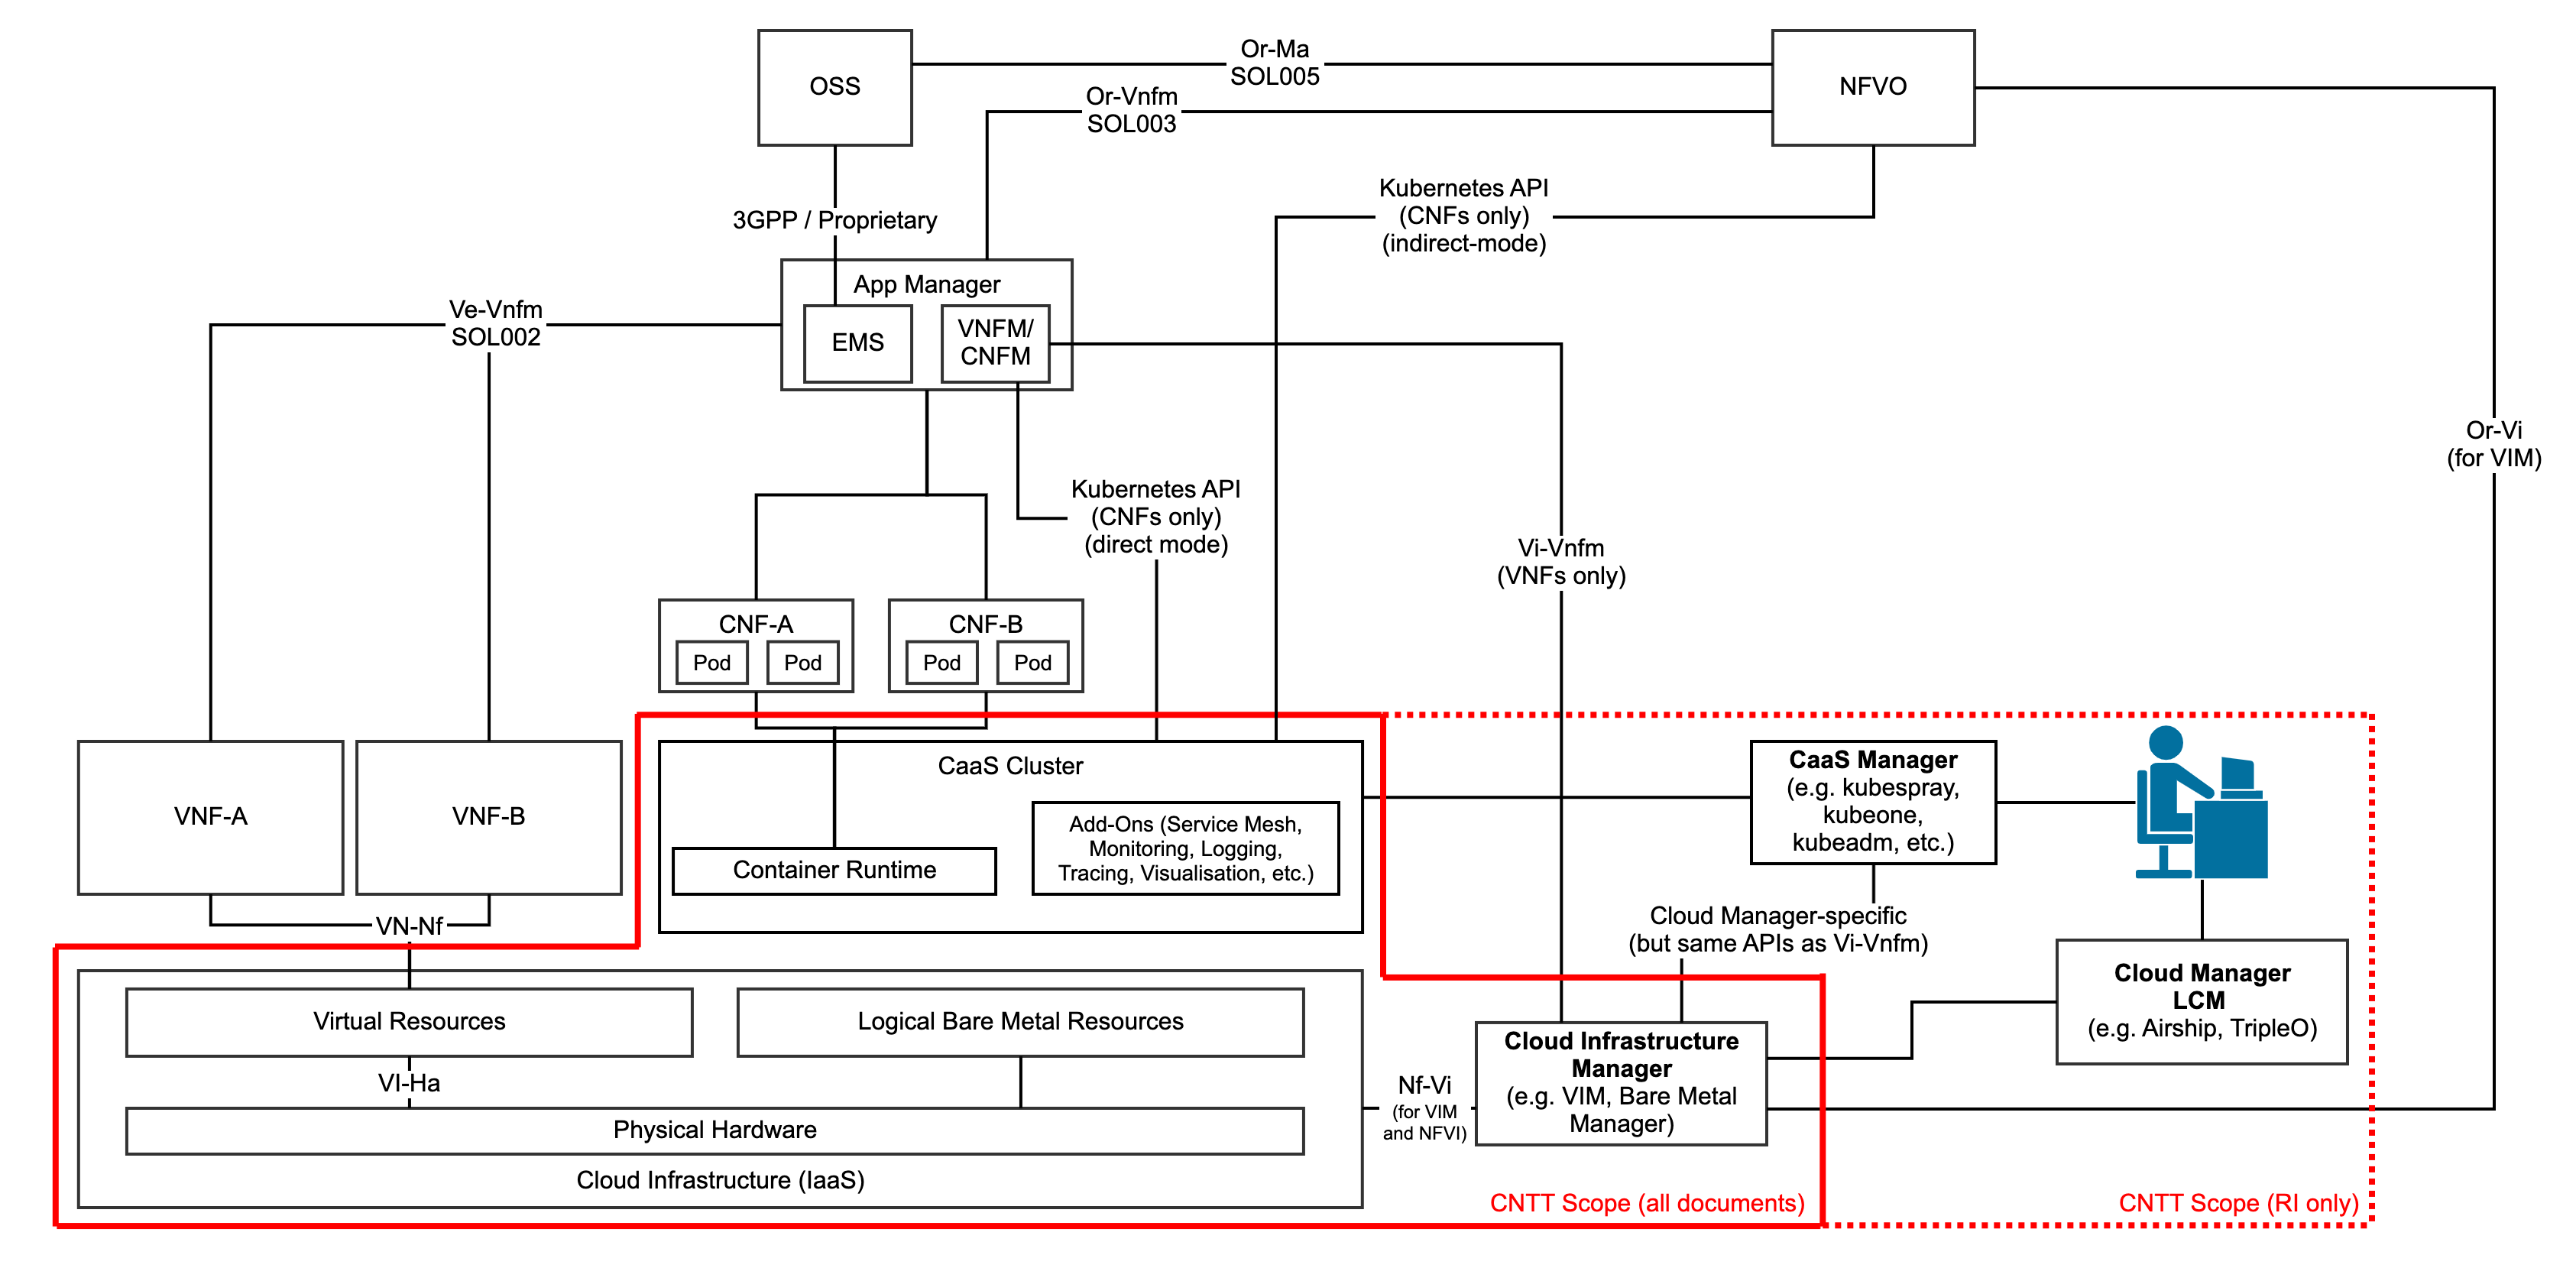 OSS
Or-Ma
SOL005
NFVO
Or-Vnfm
SOL003
Kubernetes API
(CNFs only)
(indirect-mode)
3GPP / Proprietary
App Manager
EMS
VNFM/
CNFM
Ve-Vnfm
SOL002
Or-Vi
(for VIM)
Kubernetes API
(CNFs only)
(direct mode)
Vi-Vnfm
(VNFs only)
CNF-A
Pod
Pod
CNF-B
Pod
Pod
VNF-A
VNF-B
VN-Nf
CaaS Cluster
Container Runtime
Add-Ons (Service Mesh,
Monitoring, Logging,
Tracing, Visualisation, etc.)
CaaS Manager
(e.g. kubespray,
kubeone,
kubeadm, etc.)
Cloud Manager-specific
(but same APIs as Vi-Vnfm)
Cloud Manager
LCM
(e.g. Airship, TripleO)
Virtual Resources
Logical Bare Metal Resources
VI-Ha
Physical Hardware
Cloud Infrastructure (IaaS)
Nf-Vi
(for VIM
and NFVI)
Cloud Infrastructure
Manager
(e.g. VIM, Bare Metal
Manager)
CNTT Scope (all documents)
CNTT Scope (RI only)